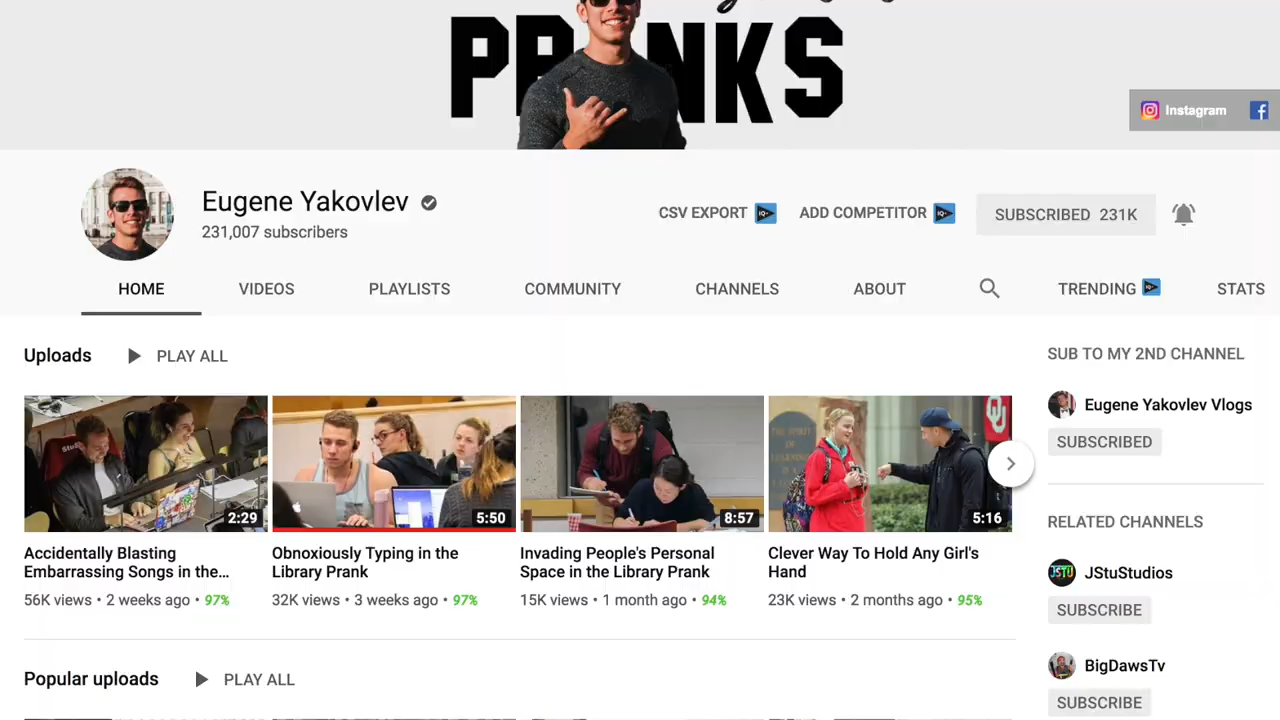 PRANKS
Instagram
Eugene Yakovlev
231,007 subscribers
CSV EXPORT
ADD COMPETITOR
SUBSCRIBED 231K
HOME
VIDEOS
PLAYLISTS
COMMUNITY
CHANNELS
ABOUT
TRENDING
STATS
Uploads
PLAY ALL
SUB TO MY 2ND CHANNEL
Eugene Yakovlev Vlogs
SUBSCRIBED
2:29
5:50
8:57
5:16
Accidentally Blasting
Embarrassing Songs in the...
56K views • 2 weeks ago • 97%
Obnoxiously Typing in the
Library Prank
32K views • 3 weeks ago • 97%
Invading People's Personal
Space in the Library Prank
15K views • 1 month ago • 94%
Clever Way To Hold Any Girl's
Hand
23K views • 2 months ago • 95%
RELATED CHANNELS
JStuStudios
SUBSCRIBE
BigDawsTv
SUBSCRIBE
Popular uploads
PLAY ALL